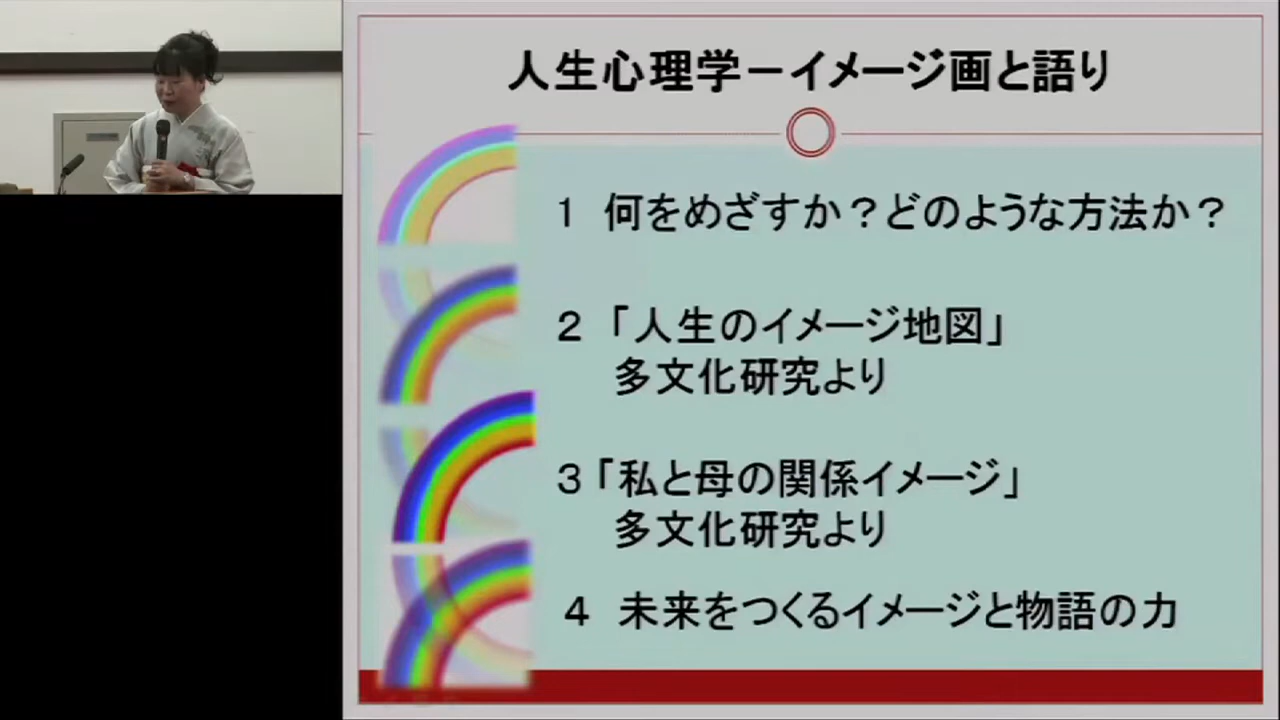 人生心理学－イメージ画と語り
1　何をめざすか？どのような方法か？
2　「人生のイメージ地図」
多文化研究より
3「私と母の関係イメージ」
多文化研究より
4　未来をつくるイメージと物語の力